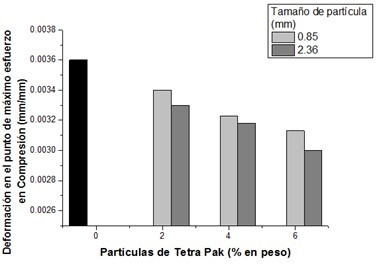 Tamaño de partícula
(mm)
0.85
2.36
Deformación en el punto de máximo esfuerzo
en Compresión (mm/mm)
0.0038
0.0036
0.0034
0.0032
0.0030
0.0028
0.0026
0
2
4
6
Partículas de Tetra Pak (% en peso)